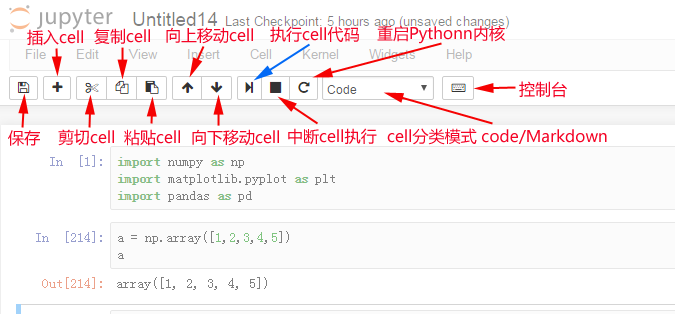 jupyter Untitled14 Last Checkpoint: 5 hours ago (unsaved changes)
插入cell 复制cell 向上移动cell 执行cell代码 重启Pythonn内核
File Edit View Insert Cell Kernel Widgets Help
Code 控制台
保存 剪切cell 粘贴cell 向下移动cell 中断cell执行 cell分类模式 code/Markdown
In [1]: import numpy as np
import matplotlib.pyplot as plt
import pandas as pd
In [214]: a = np.array([1,2,3,4,5])
a
Out[214]: array([1, 2, 3, 4, 5])